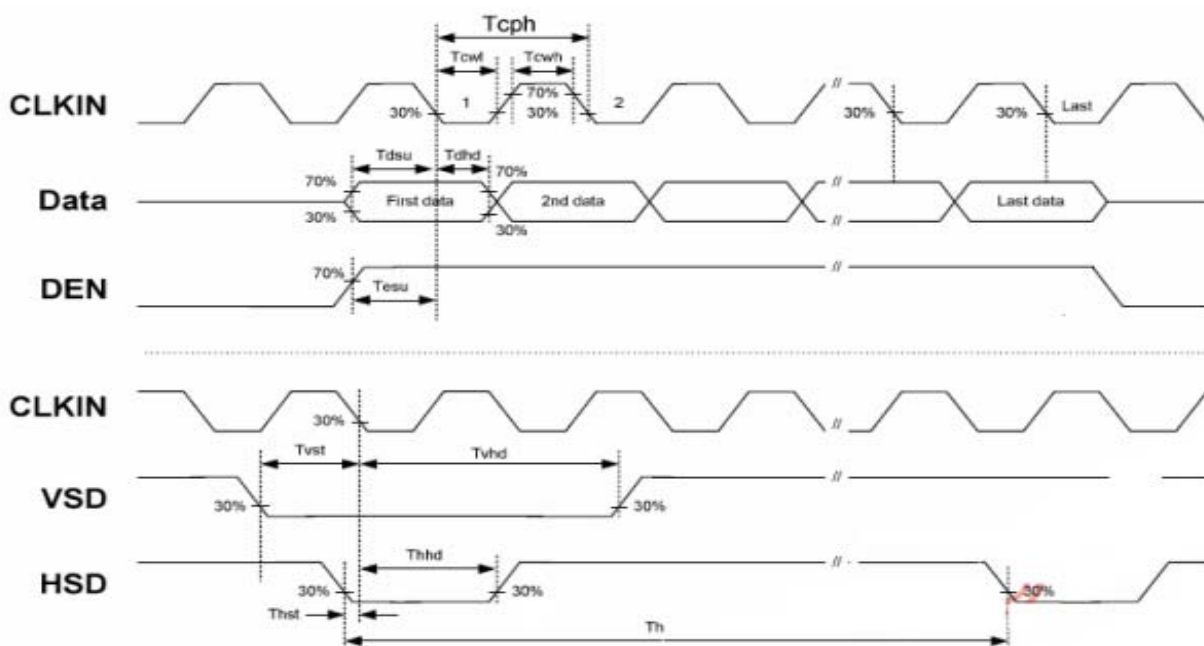 Tcph
Tcwl Tcwh
CLKIN 30% 1 70% 30% 2 // 30% 30% Last
Tdsu Tdhd
70% 70%
Data First data 2nd data // Last data
30% 30%
70% //
DEN Tesu
CLKIN 30% //
Tvst Tvhd
VSD 30% 30% //
Thhd //
HSD 30% 30% 30%
Thst
Th